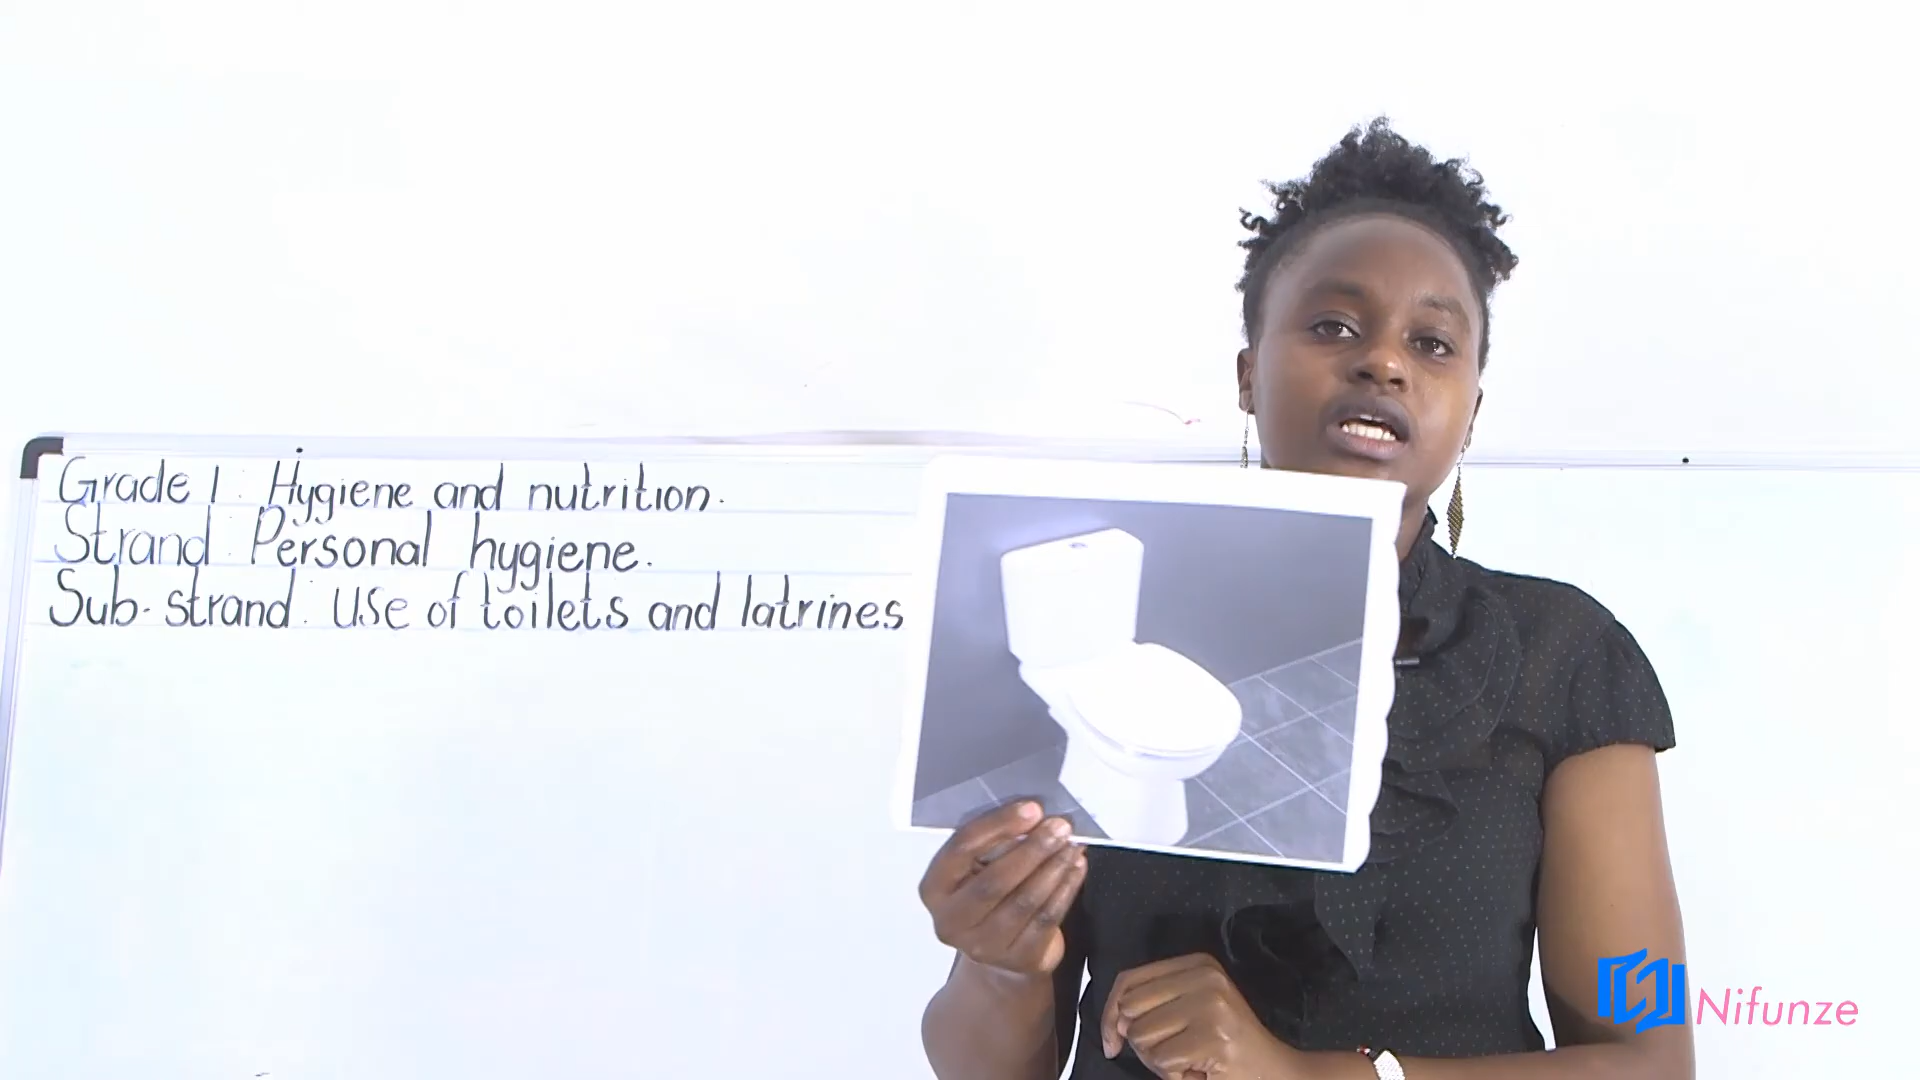 Grade 1: Hygiene and nutrition.
Strand: Personal hygiene.
Sub-strand: Use of toilets and latrines
Nifunze